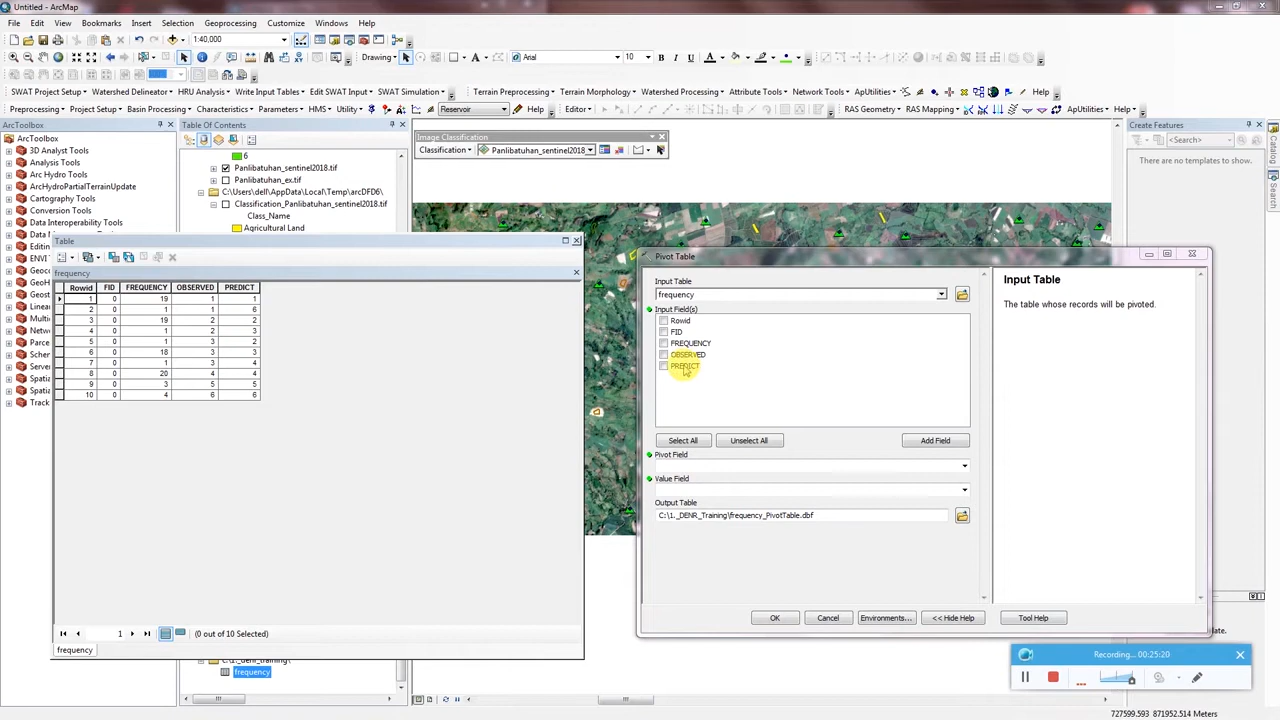 Untitled - ArcMap
File Edit View Bookmarks Insert Selection Geoprocessing Customize Windows Help
1:40,000
Drawing Arial 10 B I U A
SWAT Project Setup Watershed Delineator HRU Analysis Write Input Tables Edit SWAT Input SWAT Simulation Terrain Preprocessing Terrain Morphology Watershed Processing Attribute Tools Network Tools ApUtilities Help
Preprocessing Project Setup Basin Processing Characteristics Parameters HMS Utility Reservoir Help Editor RAS Geometry RAS Mapping ApUtilities Help
ArcToolbox
ArcToolbox
3D Analyst Tools
Analysis Tools
Arc Hydro Tools
ArcHydroPartialTerrainUpdate
Cartography Tools
Conversion Tools
Data Interoperability Tools
Table Of Contents
6
Panlibatuhan_sentinel2018.tif
Panlibatuhan_ex.tif
C:\Users\dell\AppData\Local\Temp\arcDFD6\
Classification_Panlibatuhan_sentinel2018.tif
Class_Name
Agricultural Land
Image Classification
Classification Panlibatuhan_sentinel2018
Create Features
<Search>
There are no templates to show.
Catalog
Search
Table
frequency
Rowid FID FREQUENCY OBSERVED PREDICT
1 0 19 1 1
2 0 1 1 6
3 0 19 2 2
4 0 1 2 3
5 0 1 3 2
6 0 18 3 3
7 0 1 3 4
8 0 20 4 4
9 0 3 5 5
10 0 4 6 6
1 (0 out of 10 Selected)
frequency
frequency
Pivot Table
Input Table
frequency
Input Field(s)
Rowid
FID
FREQUENCY
OBSERVED
PREDICT
Select All Unselect All Add Field
Pivot Field
Value Field
Output Table
C:\1._DENR_Training\frequency_PivotTable.dbf
OK Cancel Environments... << Hide Help Tool Help
Input Table
The table whose records will be pivoted.
Recording... 00:25:20
727599.593 871952.514 Meters